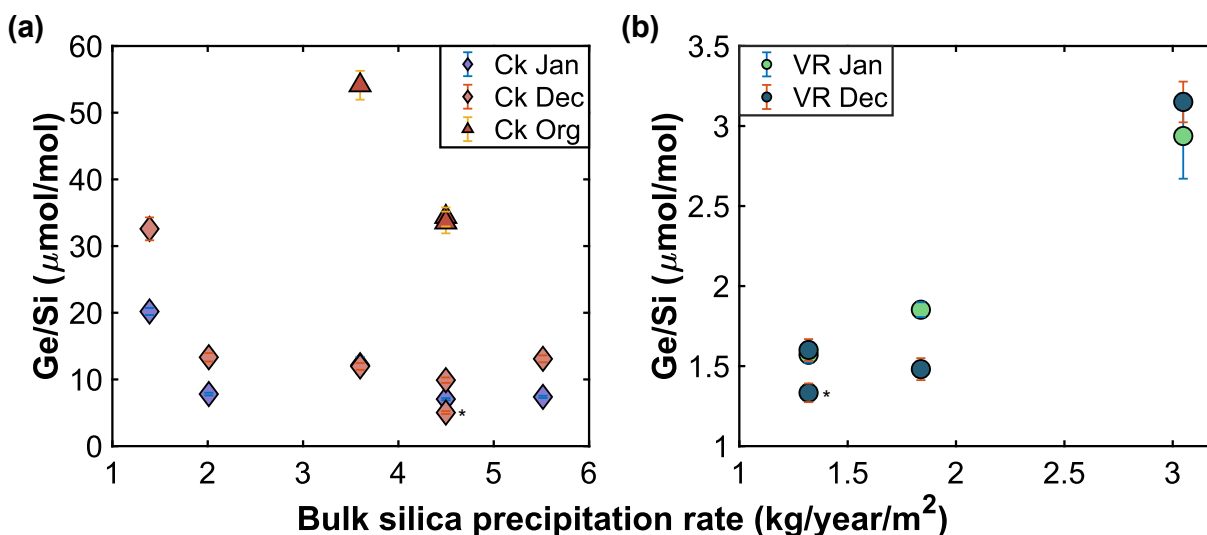 (a)
60
50
40
30
20
10
0
Ge/Si (μmol/mol)
Ck Jan
Ck Dec
Ck Org
*
1 2 3 4 5 6
(b)
3.5
3
2.5
2
1.5
1
Ge/Si (μmol/mol)
VR Jan
VR Dec
*
1 1.5 2 2.5 3
Bulk silica precipitation rate (kg/year/m²)